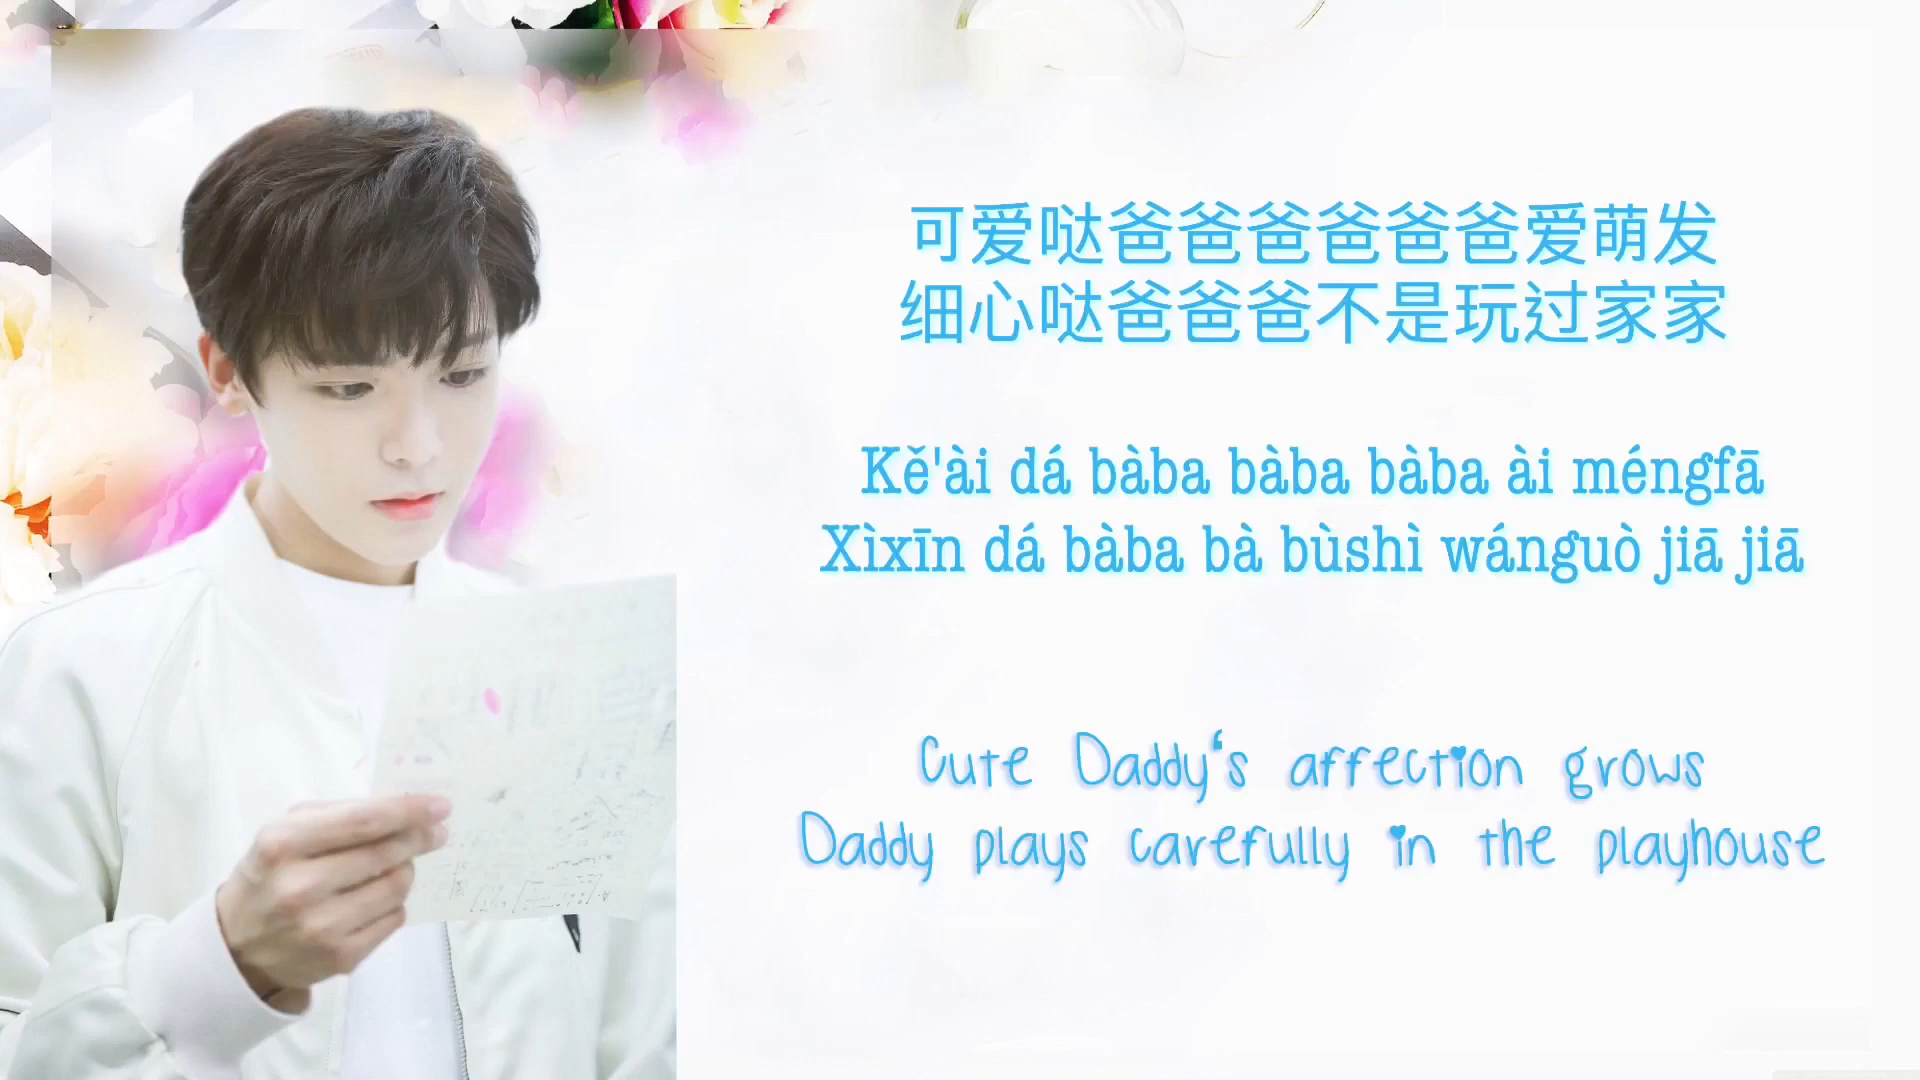 可爱哒爸爸爸爸爸爸爱萌发
细心哒爸爸爸不是玩过家家
Kě'ài dá bàba bàba bàba ài méngfā
Xìxīn dá bàba bà bùshì wánguò jiā jiā
Cute Daddy's affection grows
Daddy plays carefully in the playhouse